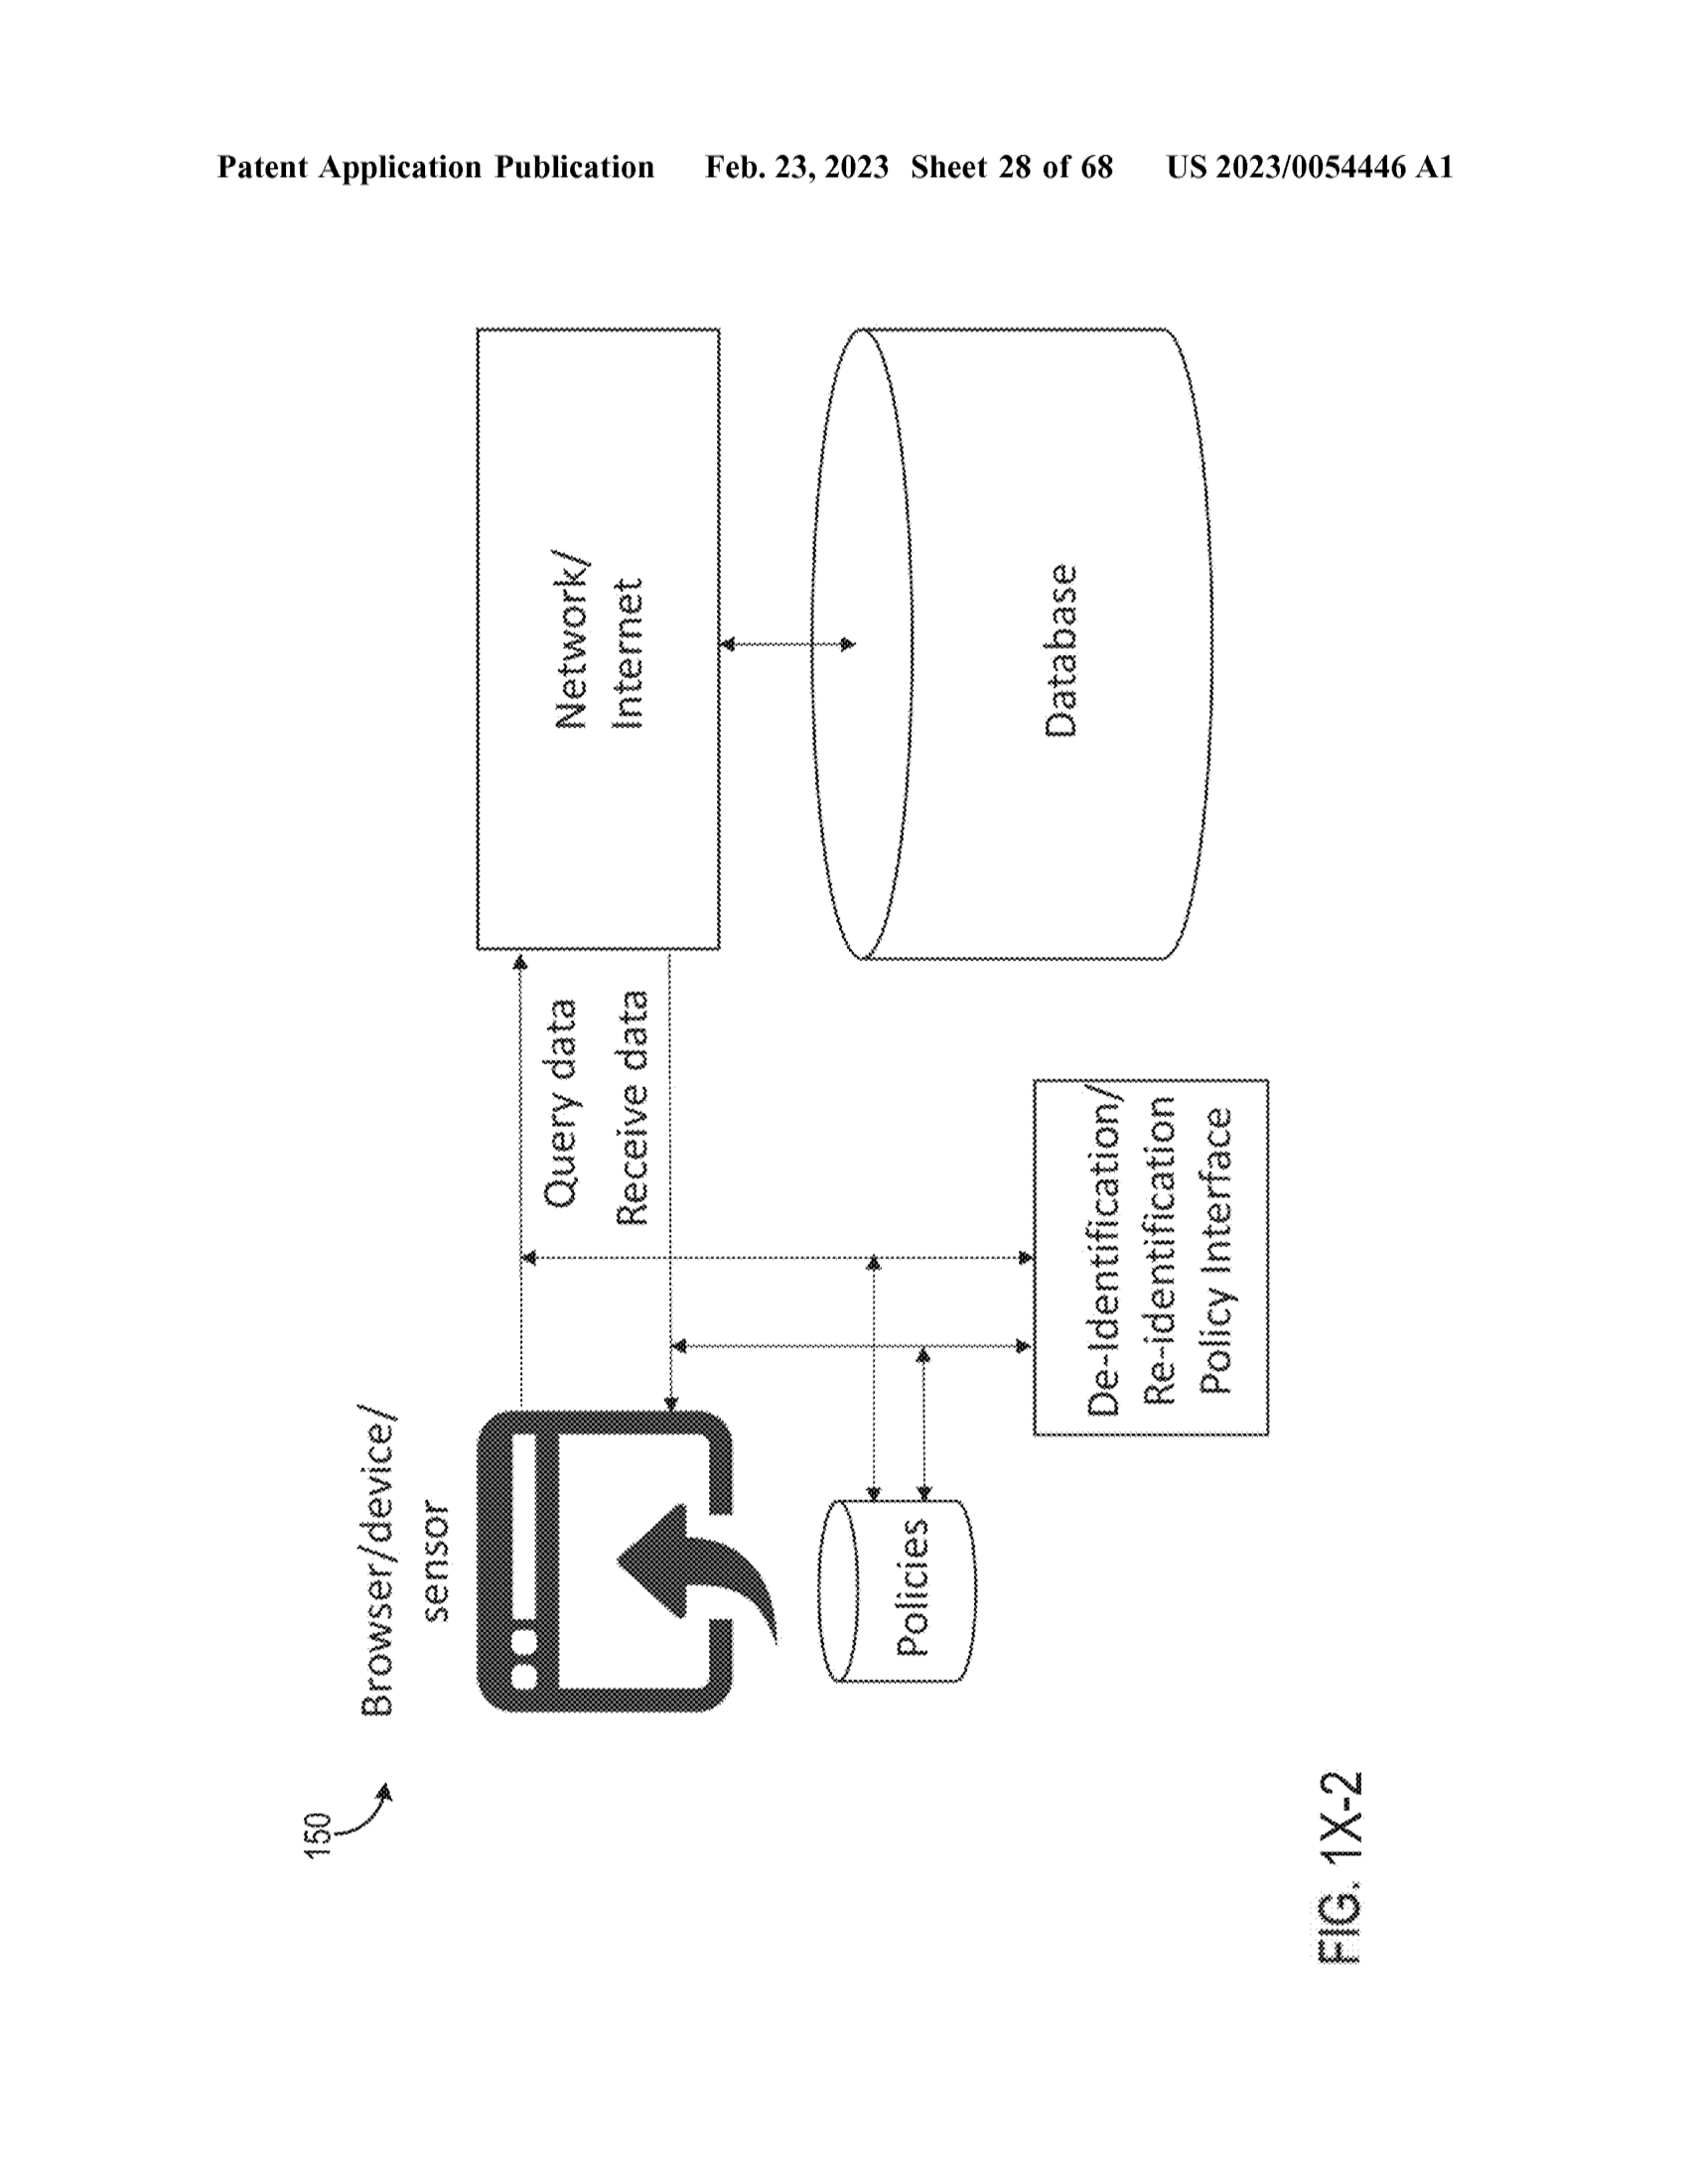 Patent Application Publication Feb. 23, 2023 Sheet 28 of 68 US 2023/0054446 A1
150
Browser/device/
sensor
Query data
Receive data
Network/
Internet
Policies
De-Identification/
Re-identification
Policy Interface
Database
FIG. 1X-2